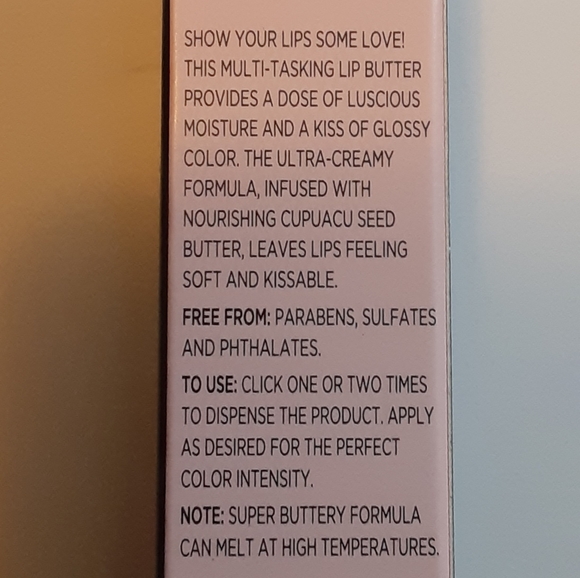 SHOW YOUR LIPS SOME LOVE!
THIS MULTI-TASKING LIP BUTTER
PROVIDES A DOSE OF LUSCIOUS
MOISTURE AND A KISS OF GLOSSY
COLOR. THE ULTRA-CREAMY
FORMULA, INFUSED WITH
NOURISHING CUPUACU SEED
BUTTER, LEAVES LIPS FEELING
SOFT AND KISSABLE.
FREE FROM: PARABENS, SULFATES
AND PHTHALATES.
TO USE: CLICK ONE OR TWO TIMES
TO DISPENSE THE PRODUCT. APPLY
AS DESIRED FOR THE PERFECT
COLOR INTENSITY.
NOTE: SUPER BUTTERY FORMULA
CAN MELT AT HIGH TEMPERATURES.